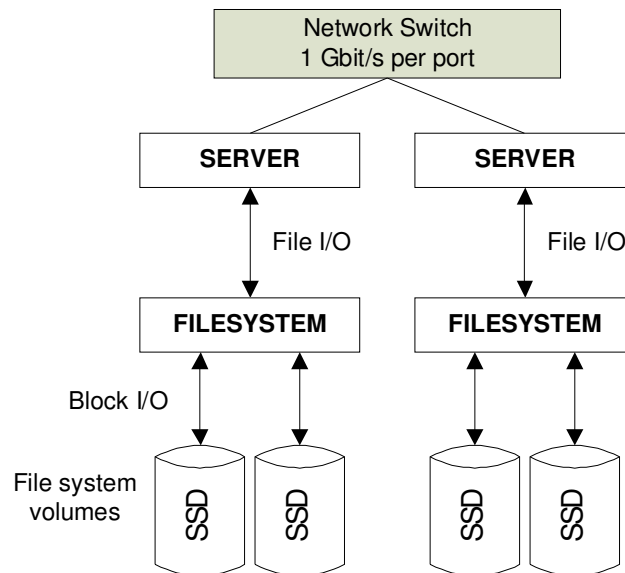 Network Switch
1 Gbit/s per port
SERVER
SERVER
File I/O
File I/O
FILESYSTEM
FILESYSTEM
Block I/O
File system
volumes
SSD
SSD
SSD
SSD